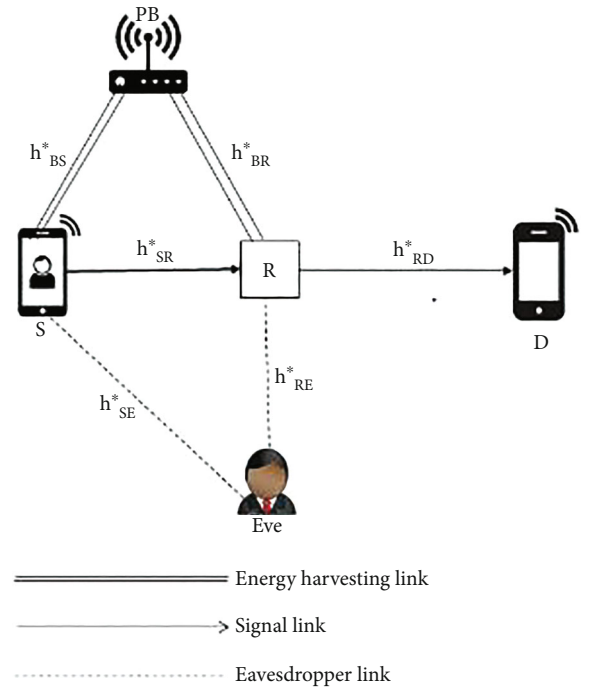 PB
h*BS
h*BR
h*SR
h*RD
R
S
D
h*SE
h*RE
Eve
Energy harvesting link
Signal link
Eavesdropper link